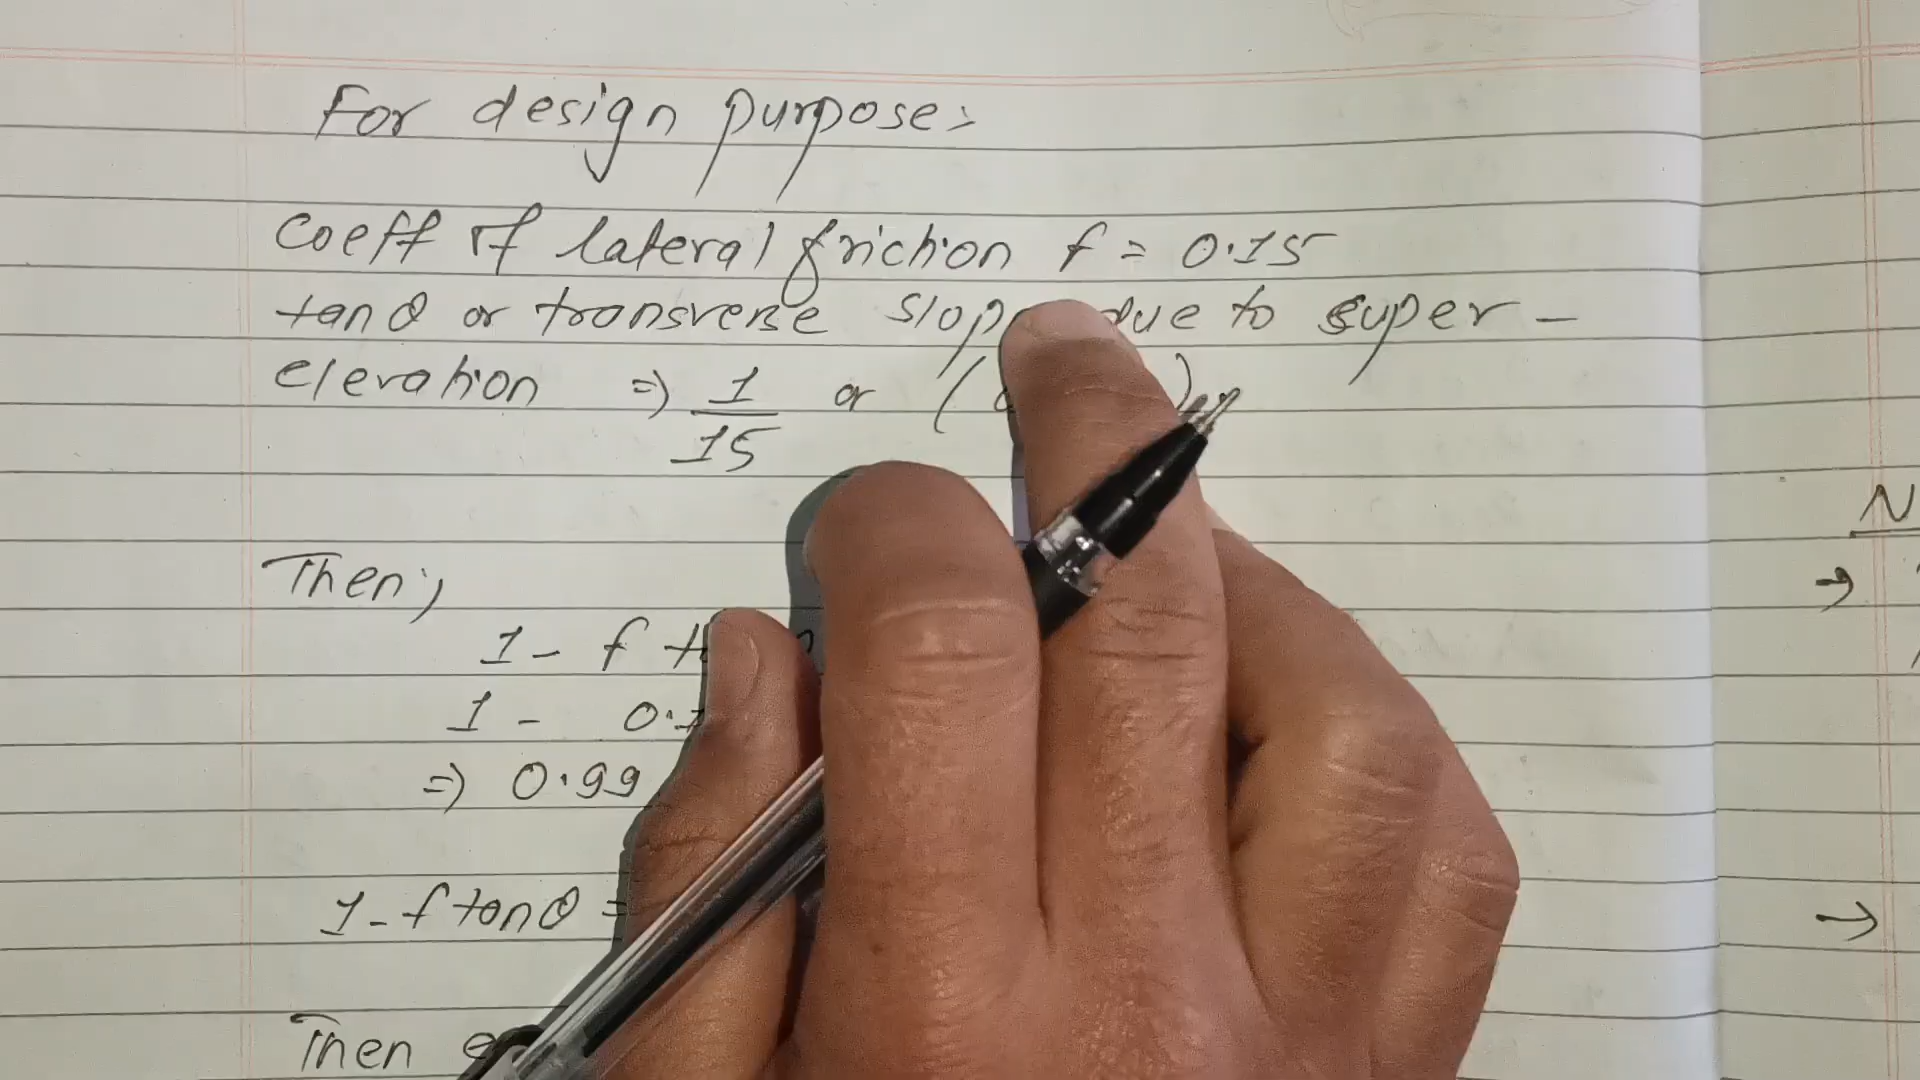 For design purpose:
Coeff of lateral friction f = 0.15
tan θ or transverse slope due to super-
elevation ⇒ 1/15 or (
Then;
1 - f
1 -
⇒ 0.99
1 - f tan θ =
Then
N
→
→